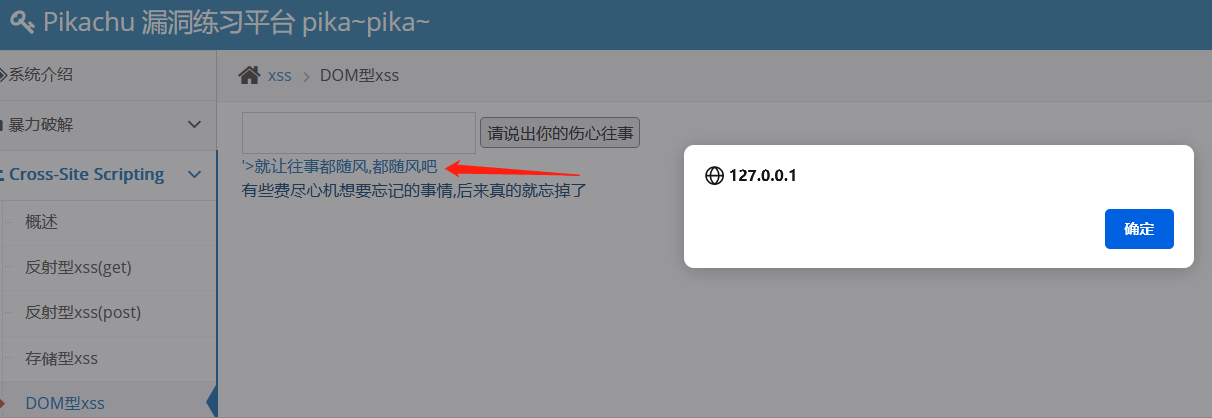 Pikachu 漏洞练习平台 pika~pika~
系统介绍
暴力破解
Cross-Site Scripting
概述
反射型xss(get)
反射型xss(post)
存储型xss
DOM型xss
xss > DOM型xss
请说出你的伤心往事
'>就让往事都随风,都随风吧
有些费尽心机想要忘记的事情,后来真的就忘掉了
127.0.0.1
确定